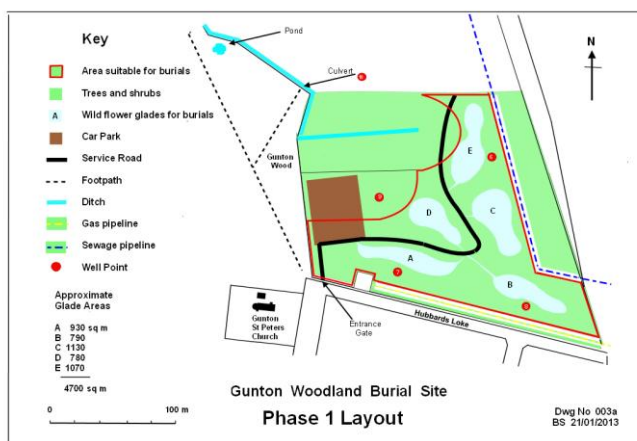 Key
Area suitable for burials
Trees and shrubs
A Wild flower glades for burials
Car Park
Service Road
Footpath
Ditch
Gas pipeline
Sewage pipeline
Well Point
Approximate
Glade Areas
A 930 sq m
B 790
C 1130
D 780
E 1070
4700 sq m
0 100 m
Pond
Culvert
N
Gunton
Wood
E
C
D
A
B
7
8
Entrance
Gate
Hubbards Loke
Gunton
St Peters
Church
Gunton Woodland Burial Site
Phase 1 Layout
Dwg No 003a
BS 21/01/2013